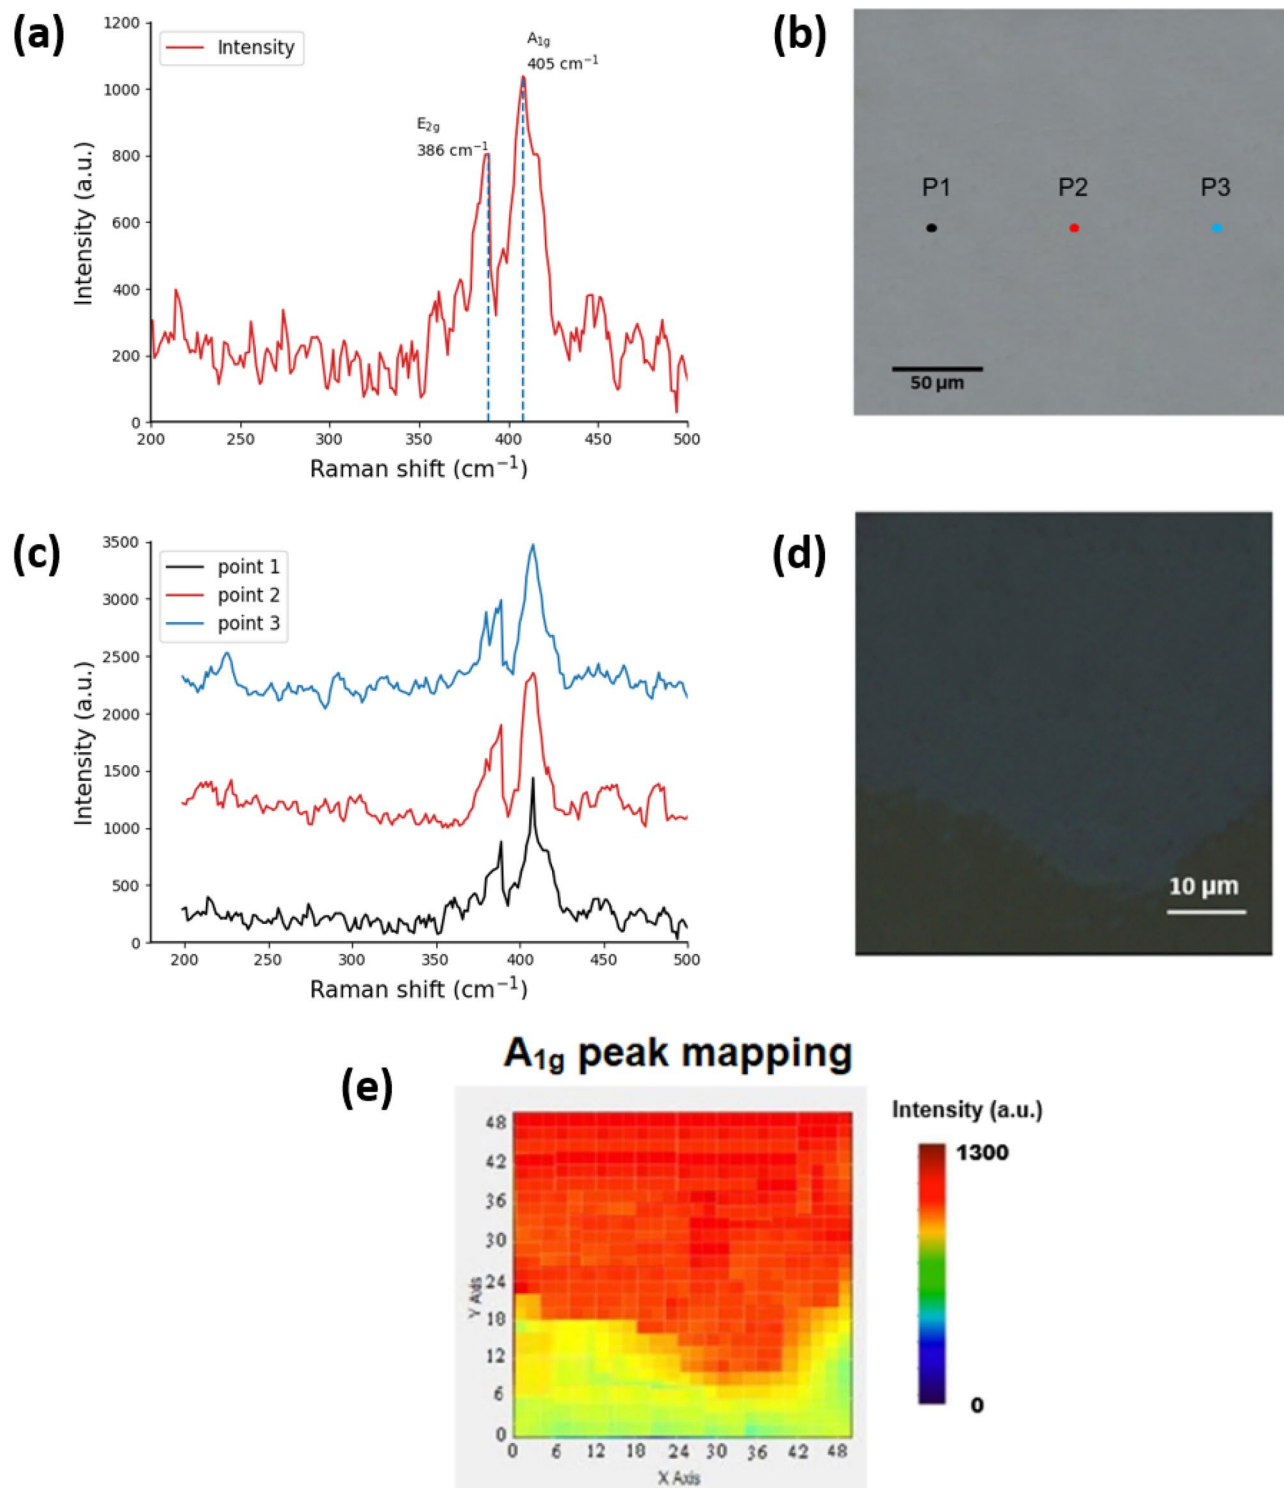 (a)
Intensity
A1g
405 cm−1
E2g
386 cm−1
1200
1000
800
600
400
200
0
200 250 300 350 400 450 500
Intensity (a.u.)
Raman shift (cm−1)
(b)
P1 P2 P3
50 μm
(c)
point 1
point 2
point 3
3500
3000
2500
2000
1500
1000
500
0
200 250 300 350 400 450 500
Intensity (a.u.)
Raman shift (cm−1)
(d)
10 μm
A1g peak mapping
(e)
48
42
36
30
24
18
12
6
0
Y Axis
0 6 12 18 24 30 36 42 48
X Axis
Intensity (a.u.)
1300
0